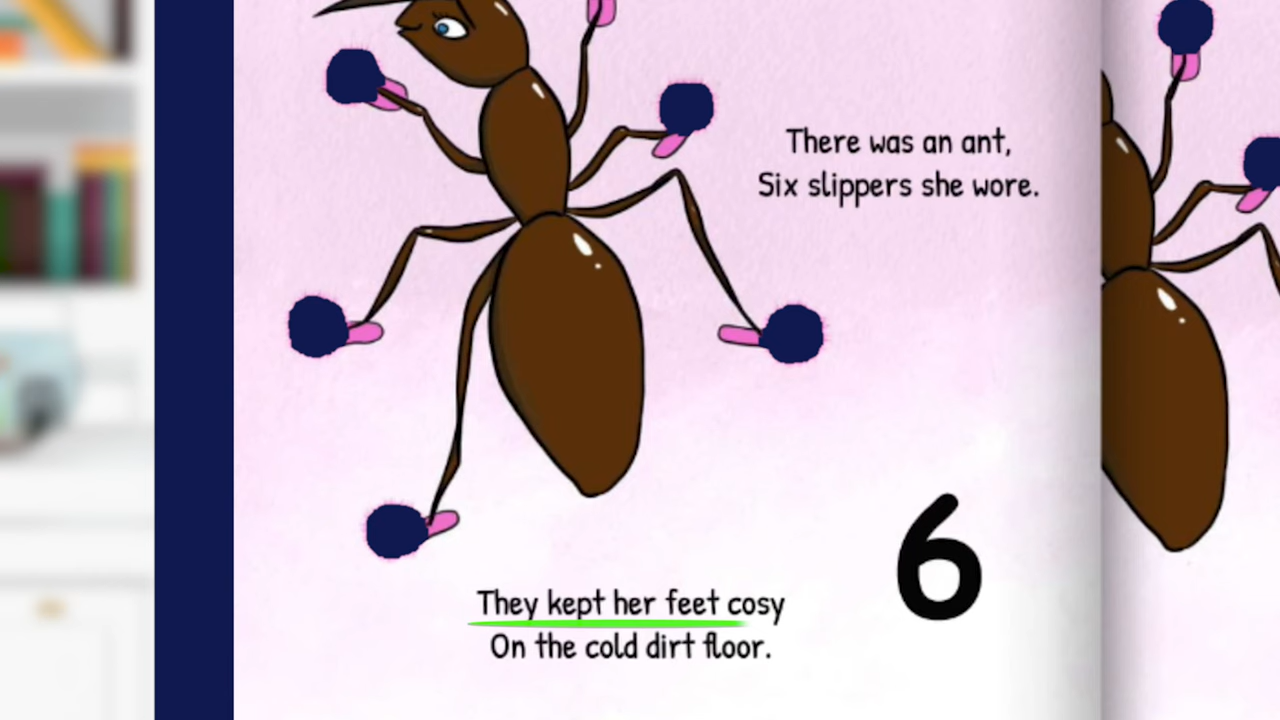 There was an ant,
Six slippers she wore.
6
They kept her feet cosy
On the cold dirt floor.